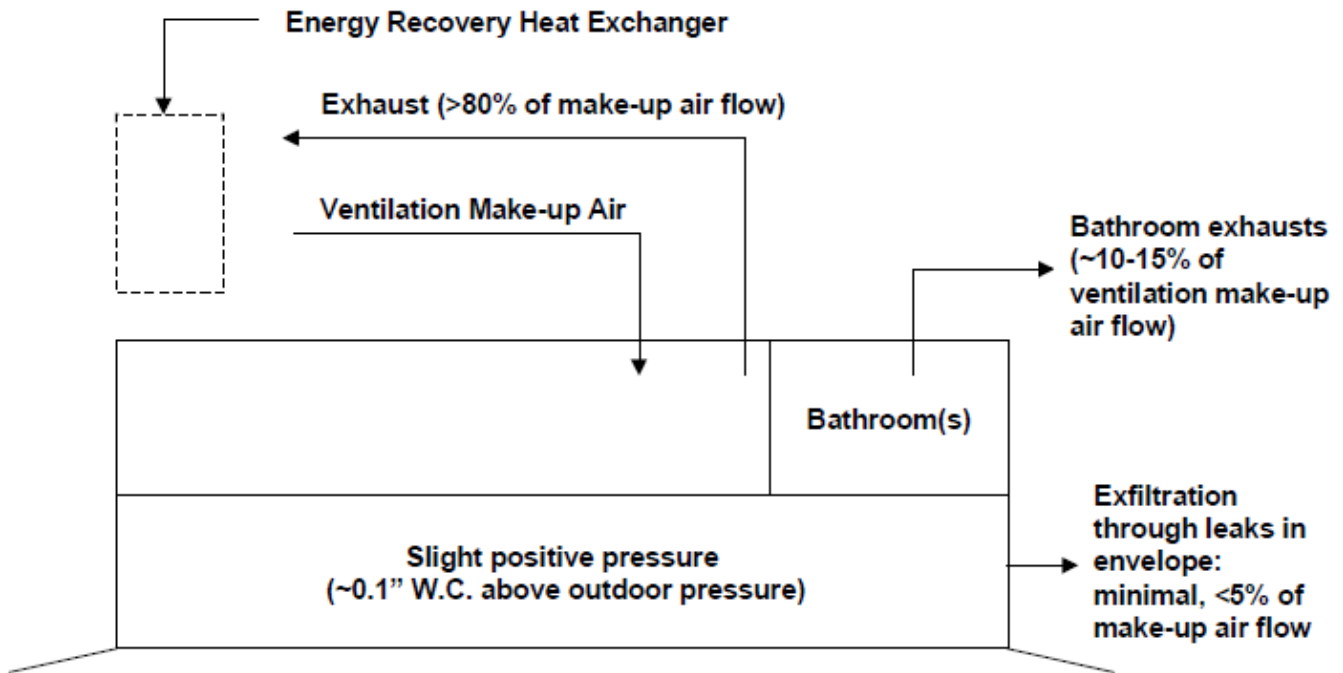 Energy Recovery Heat Exchanger
Exhaust (>80% of make-up air flow)
Ventilation Make-up Air
Bathroom exhausts
(~10-15% of
ventilation make-up
air flow)
Bathroom(s)
Exfiltration
through leaks in
envelope:
minimal, <5% of
make-up air flow
Slight positive pressure
(~0.1” W.C. above outdoor pressure)